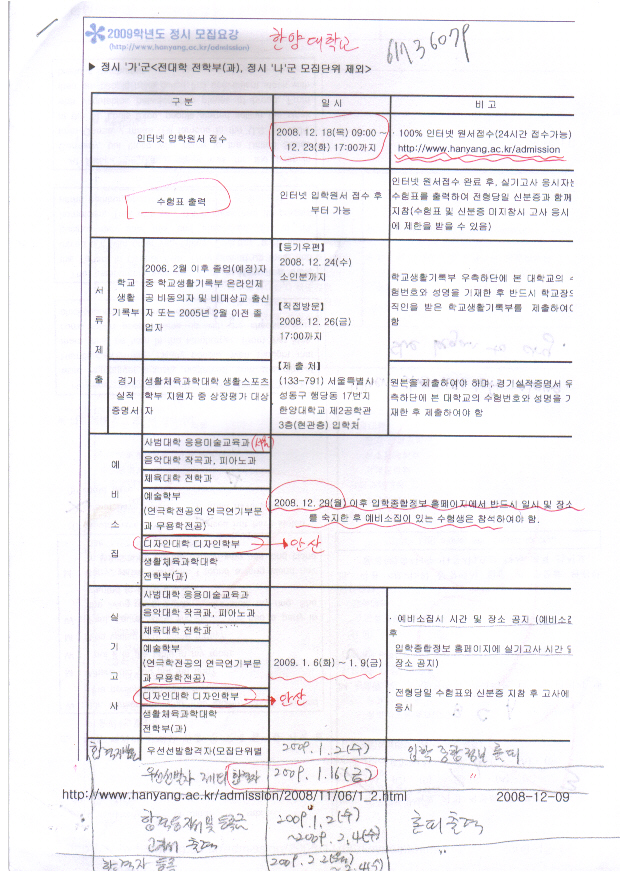 2009학년도 정시 모집요강
(http://www.hanyang.ac.kr/admission)
한양대학교
61736079
▶ 정시 '가'군<전대학 전학부(과), 정시 '나'군 모집단위 제외>
구 분
일 시
비 고
인터넷 입학원서 접수
2008. 12. 18(목) 09:00 ~
12. 23(화) 17:00까지
· 100% 인터넷 원서접수(24시간 접수가능)
http://www.hanyang.ac.kr/admission
수험표 출력
인터넷 입학원서 접수 후
부터 가능
인터넷 원서접수 완료 후, 실기고사 응시자는
수험표를 출력하여 전형당일 신분증과 함께
지참(수험표 및 신분증 미지참시 고사 응시
에 제한을 받을 수 있음)
서류제출
학교
생활
기록부
2006. 2월 이후 졸업(예정)자
중 학교생활기록부 온라인제
공 비동의자 및 비대상교 출신
자 또는 2005년 2월 이전 졸
업자
【등기우편】
2008. 12. 24(수)
소인분까지
【직접방문】
2008. 12. 26(금)
17:00까지
【제 출 처】
(133-791) 서울특별시
성동구 행당동 17번지
한양대학교 제2공학관
3층(현관층) 입학처
학교생활기록부 우측하단에 본 대학교의 수
험번호와 성명을 기재한 후 반드시 학교장의
직인을 받은 학교생활기록부를 제출하여야
함
경기
실적
증명서
생활체육과학대학 생활스포츠
학부 지원자 중 상장평가 대상
자
원본을 제출하여야 하며, 경기실적증명서 우
측하단에 본 대학교의 수험번호와 성명을 기
재한 후 제출하여야 함
예비소집
사범대학 응용미술교육과
서울
음악대학 작곡과, 피아노과
체육대학 전학과
예술학부
(연극학전공의 연극연기부문
과 무용학전공)
디자인대학 디자인학부
안산
생활체육과학대학
전학부(과)
2008. 12. 29(월) 이후 입학종합정보 홈페이지에서 반드시 일시 및 장소
를 숙지한 후 예비소집이 있는 수험생은 참석하여야 함.
실기고사
사범대학 응용미술교육과
음악대학 작곡과, 피아노과
체육대학 전학과
예술학부
(연극학전공의 연극연기부문
과 무용학전공)
디자인대학 디자인학부
안산
생활체육과학대학
전학부(과)
2009. 1. 6(화) ~ 1. 9(금)
· 예비소집시 시간 및 장소 공지 (예비소집
후
입학종합정보 홈페이지에 실기고사 시간 및
장소 공지)
· 전형당일 수험표와 신분증 지참 후 고사에
응시
합격자발표
우선선발합격자(모집단위별
2009. 1. 2(수)
입학종합정보 홈피
우선선발자 제외 합격자
2009. 1. 16(금)
http://www.hanyang.ac.kr/admission/2008/11/06/1_2.html
2008-12-09
합격통지서 및 등록금
고지서 출력
2009. 1. 2(수)
~2009. 2. 4(수)
홈피출력
합격자 등록
2009. 2. 2(월)
~2. 4(수)